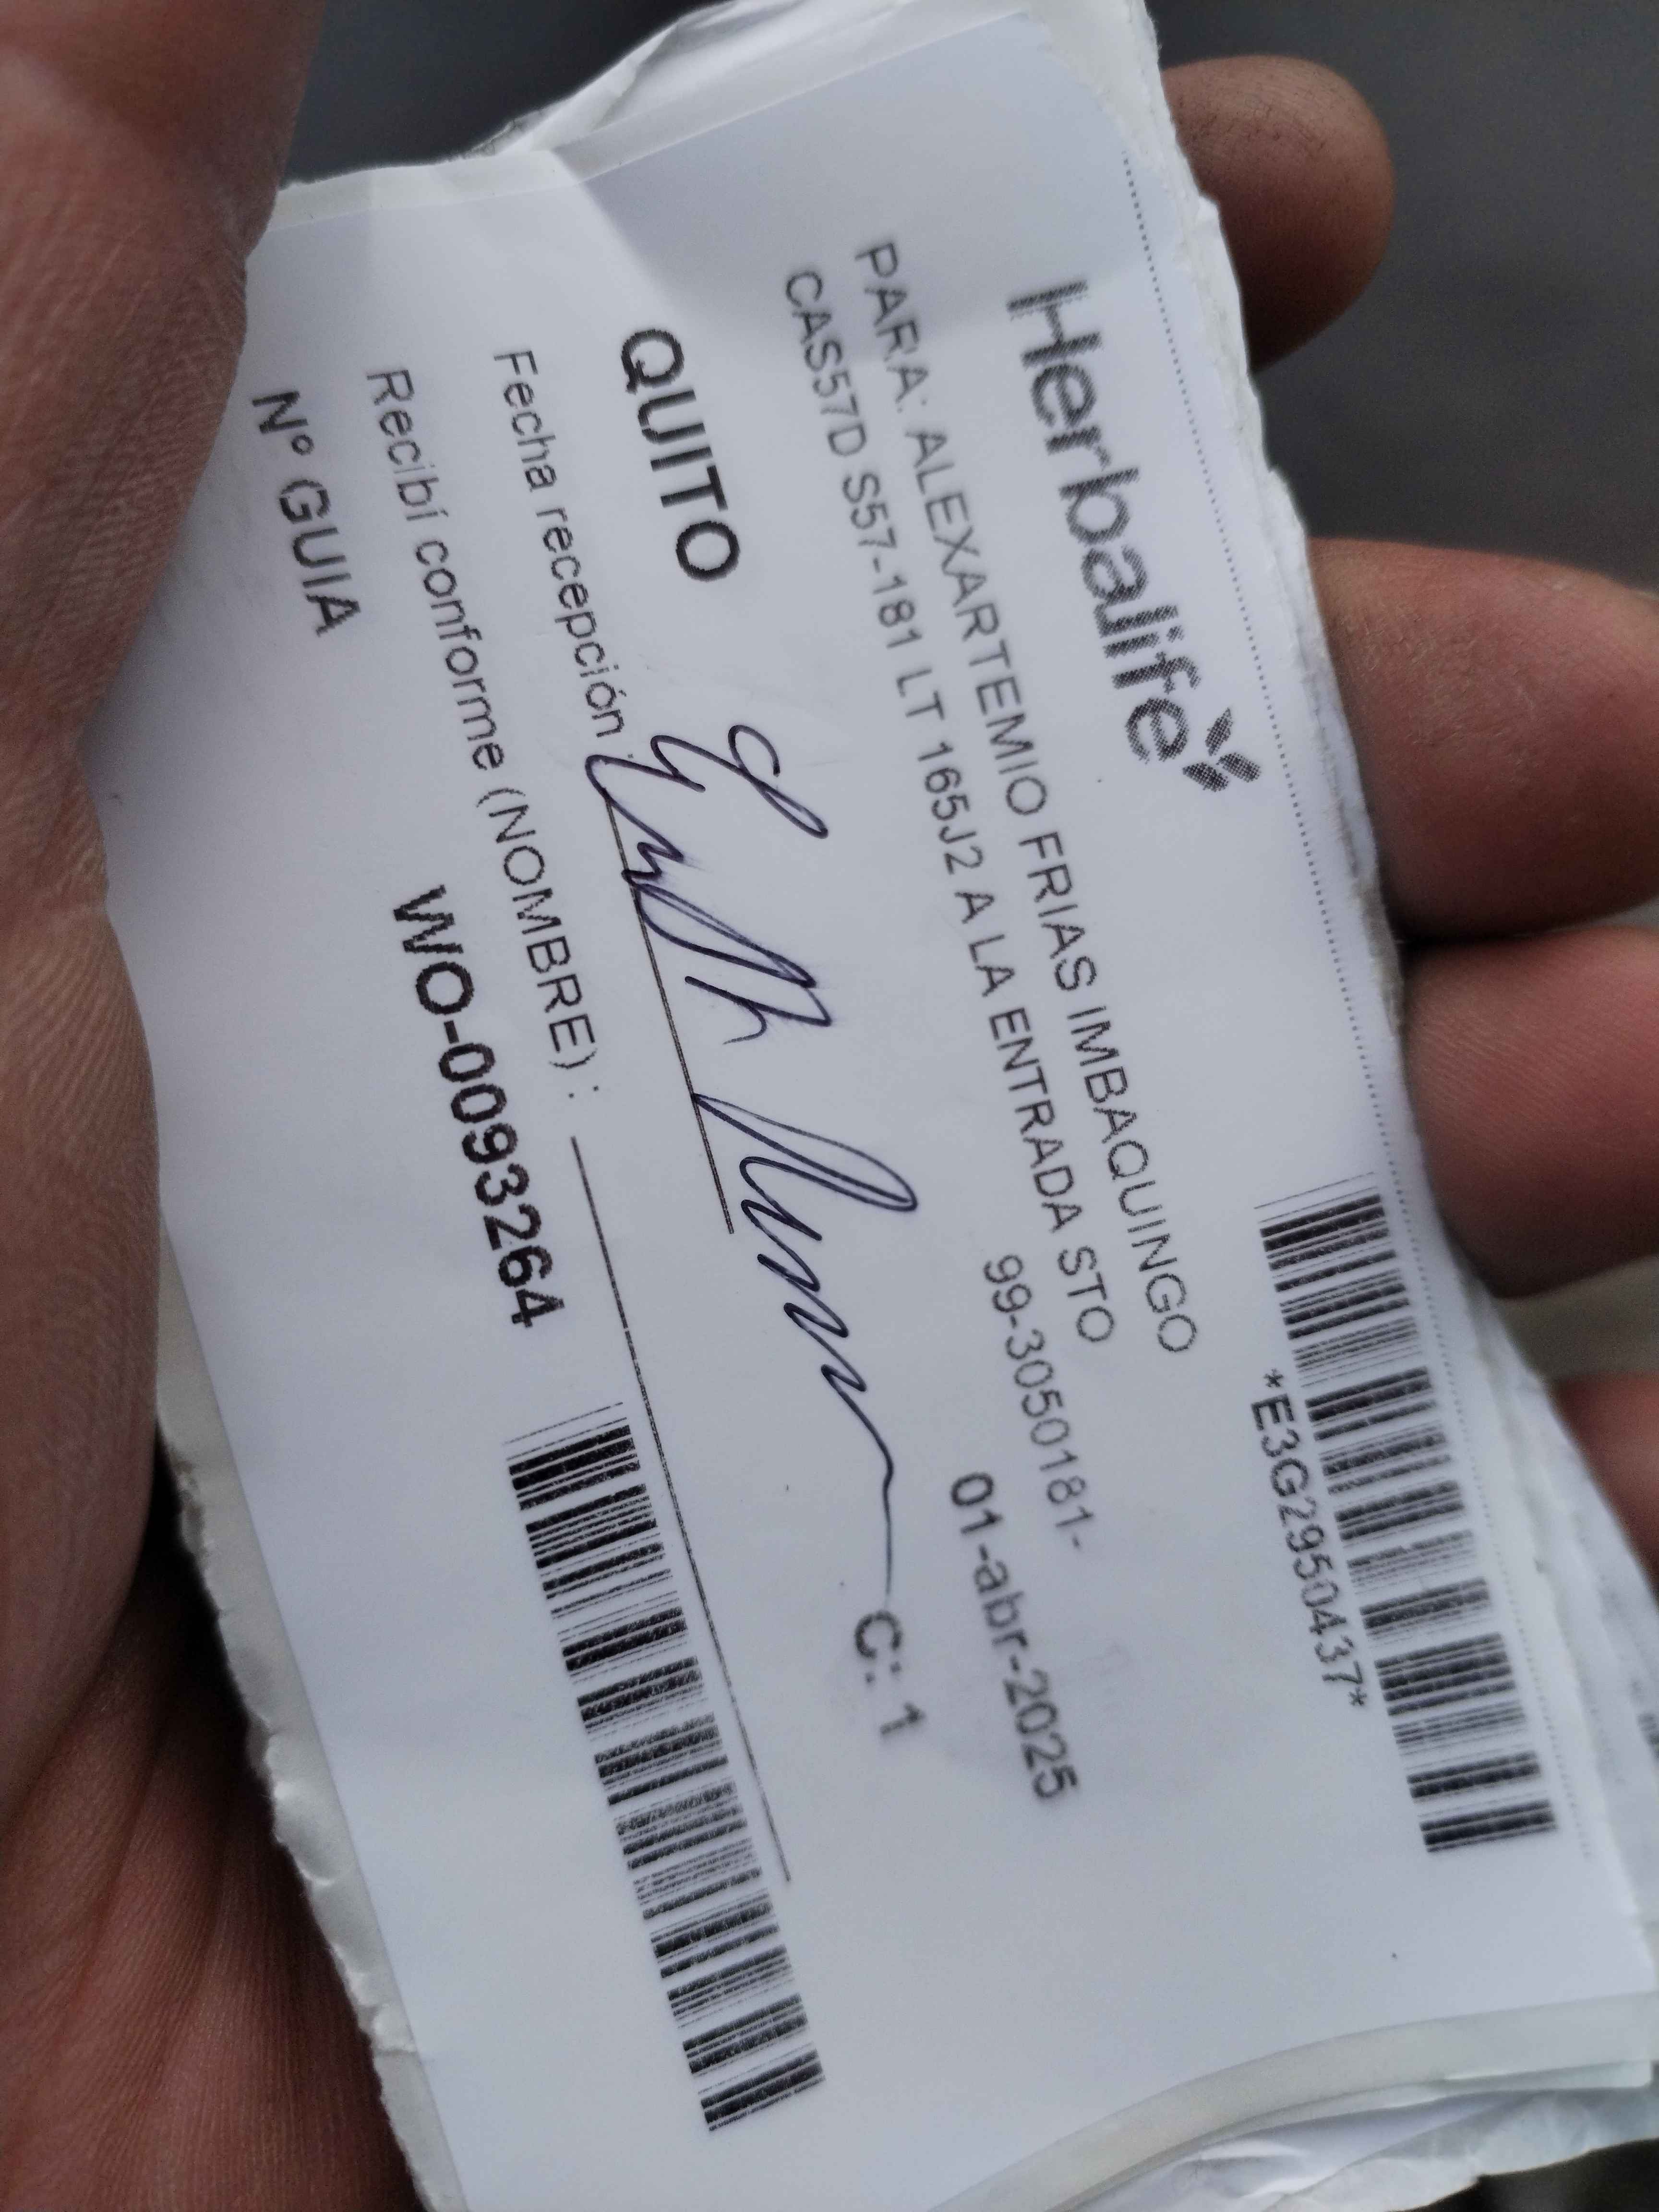 Herbalife
*E3G2950437*
PARA: ALEXARTEMIO FRIAS IMBAQUINGO
CAS57D S57-181 LT 165J2 A LA ENTRADA STO
99-3050181-
01-abr-2025
QUITO
C: 1
Fecha recepción :
Recibí conforme (NOMBRE) :
Nº GUIA WO-0093264